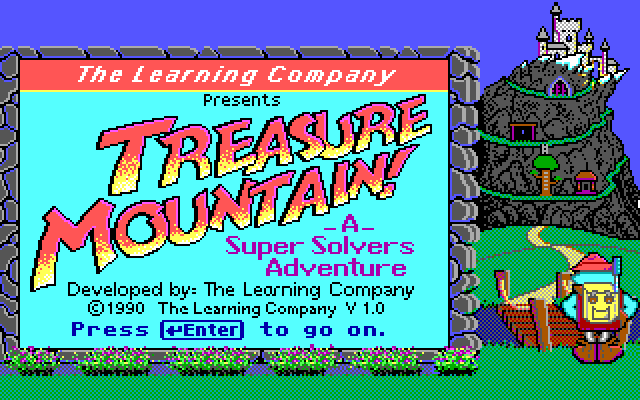 The Learning Company
Presents
TREASURE
MOUNTAIN!
-A-
Super Solvers
Adventure
Developed by: The Learning Company
©1990 The Learning Company V 1.0
Press ↵Enter to go on.